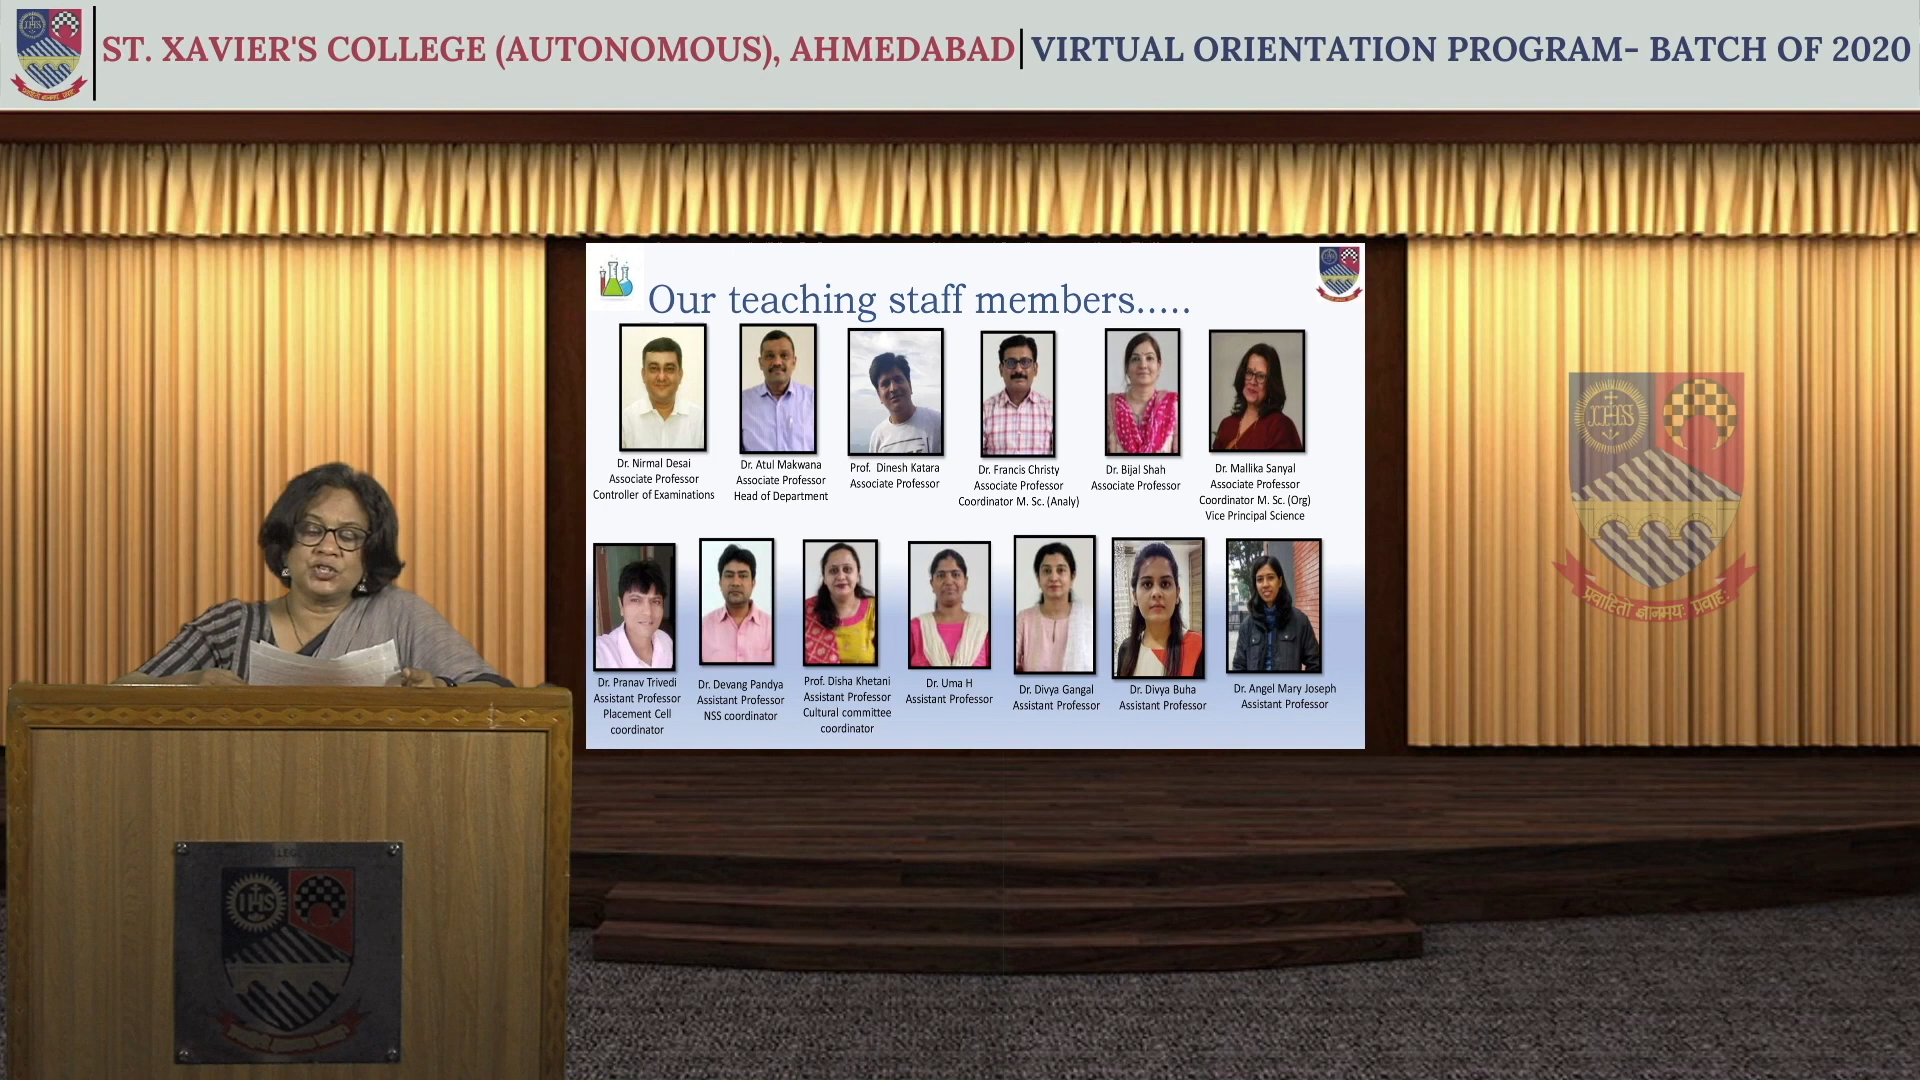 ST. XAVIER'S COLLEGE (AUTONOMOUS), AHMEDABAD
VIRTUAL ORIENTATION PROGRAM- BATCH OF 2020
Our teaching staff members.....
Dr. Nirmal Desai
Associate Professor
Controller of Examinations
Dr. Atul Makwana
Associate Professor
Head of Department
Prof. Dinesh Katara
Associate Professor
Dr. Francis Christy
Associate Professor
Coordinator M. Sc. (Analy)
Dr. Bijal Shah
Associate Professor
Dr. Mallika Sanyal
Associate Professor
Coordinator M. Sc. (Org)
Vice Principal Science
Dr. Pranav Trivedi
Assistant Professor
Placement Cell
coordinator
Dr. Devang Pandya
Assistant Professor
NSS coordinator
Prof. Disha Khetani
Assistant Professor
Cultural committee
coordinator
Dr. Uma H
Assistant Professor
Dr. Divya Gangal
Assistant Professor
Dr. Divya Buha
Assistant Professor
Dr. Angel Mary Joseph
Assistant Professor
IHS
प्रवाहितो ज्ञानमयः प्रवाहः
IHS